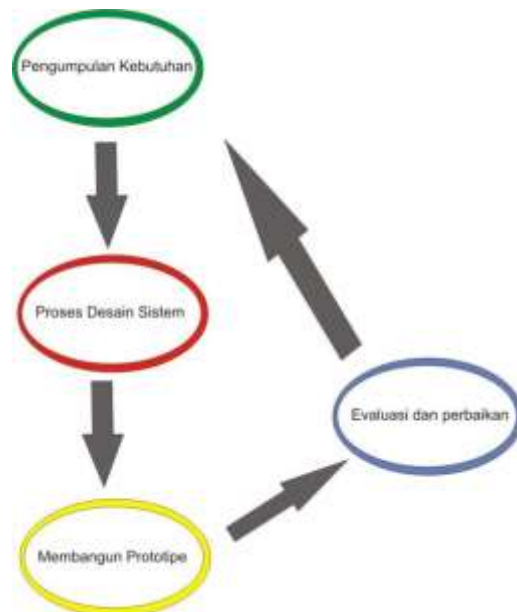 Pengumpulan Kebutuhan
Proses Desain Sistem
Evaluasi dan perbaikan
Membangun Prototipe